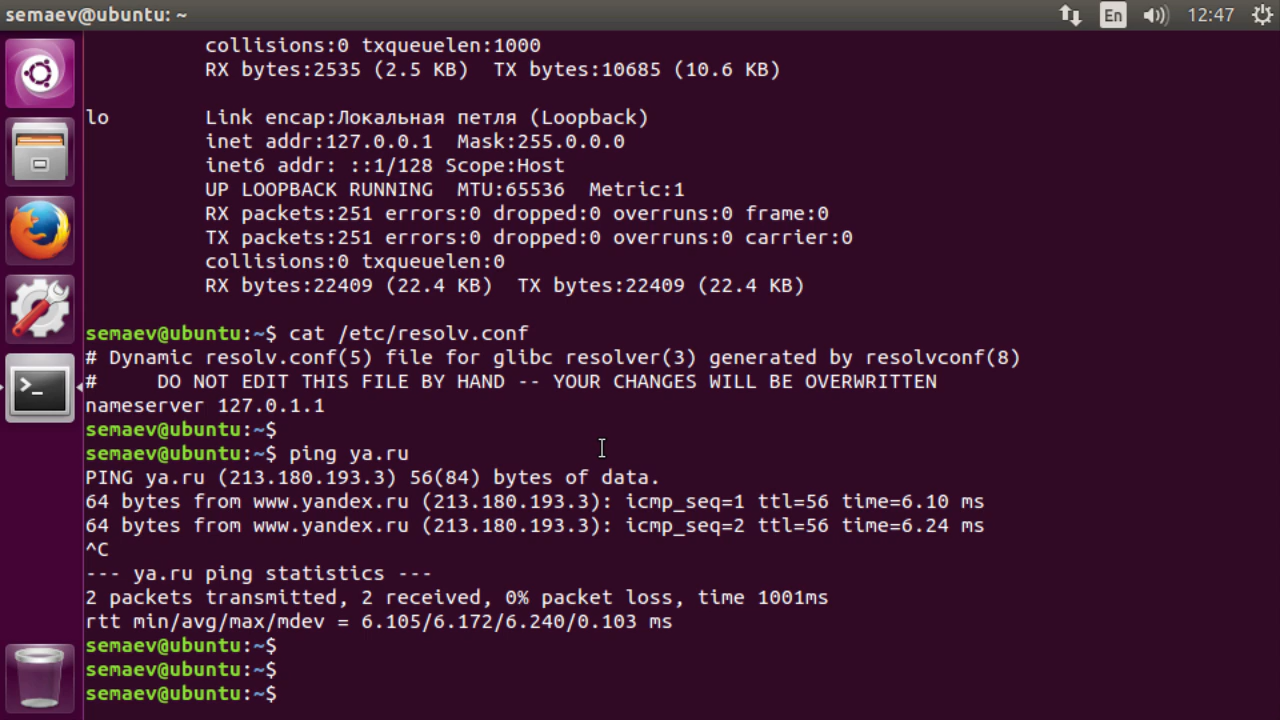 semaev@ubuntu: ~
En
12:47
collisions:0 txqueuelen:1000
RX bytes:2535 (2.5 KB)  TX bytes:10685 (10.6 KB)
lo        Link encap:Локальная петля (Loopback)
inet addr:127.0.0.1  Mask:255.0.0.0
inet6 addr: ::1/128 Scope:Host
UP LOOPBACK RUNNING  MTU:65536  Metric:1
RX packets:251 errors:0 dropped:0 overruns:0 frame:0
TX packets:251 errors:0 dropped:0 overruns:0 carrier:0
collisions:0 txqueuelen:0
RX bytes:22409 (22.4 KB)  TX bytes:22409 (22.4 KB)
semaev@ubuntu:~$ cat /etc/resolv.conf
# Dynamic resolv.conf(5) file for glibc resolver(3) generated by resolvconf(8)
#     DO NOT EDIT THIS FILE BY HAND -- YOUR CHANGES WILL BE OVERWRITTEN
nameserver 127.0.1.1
semaev@ubuntu:~$
semaev@ubuntu:~$ ping ya.ru
PING ya.ru (213.180.193.3) 56(84) bytes of data.
64 bytes from www.yandex.ru (213.180.193.3): icmp_seq=1 ttl=56 time=6.10 ms
64 bytes from www.yandex.ru (213.180.193.3): icmp_seq=2 ttl=56 time=6.24 ms
^C
--- ya.ru ping statistics ---
2 packets transmitted, 2 received, 0% packet loss, time 1001ms
rtt min/avg/max/mdev = 6.105/6.172/6.240/0.103 ms
semaev@ubuntu:~$
semaev@ubuntu:~$
semaev@ubuntu:~$